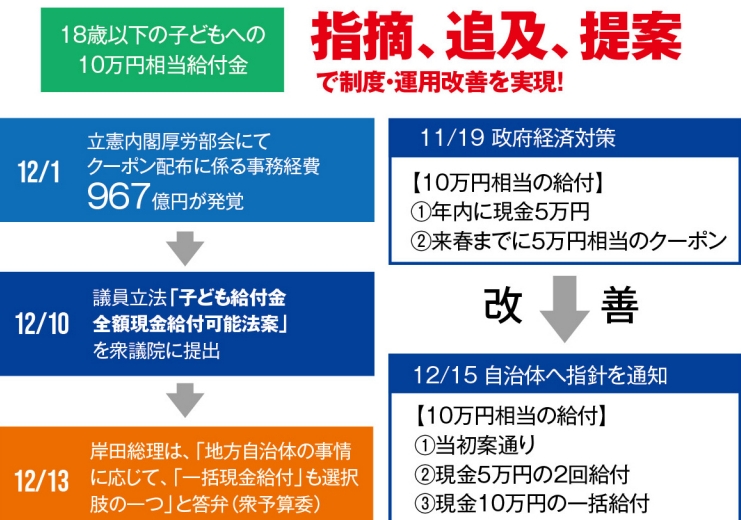 18歳以下の子どもへの
10万円相当給付金
指摘、追及、提案
で制度・運用改善を実現!
12/1
立憲内閣厚労部会にて
クーポン配布に係る事務経費
967億円が発覚
12/10
議員立法「子ども給付金
全額現金給付可能法案」
を衆議院に提出
12/13
岸田総理は、「地方自治体の事情
に応じて、「一括現金給付」も選択
肢の一つ」と答弁(衆予算委)
11/19 政府経済対策
【10万円相当の給付】
①年内に現金5万円
②来春までに5万円相当のクーポン
改善
12/15 自治体へ指針を通知
【10万円相当の給付】
①当初案通り
②現金5万円の2回給付
③現金10万円の一括給付